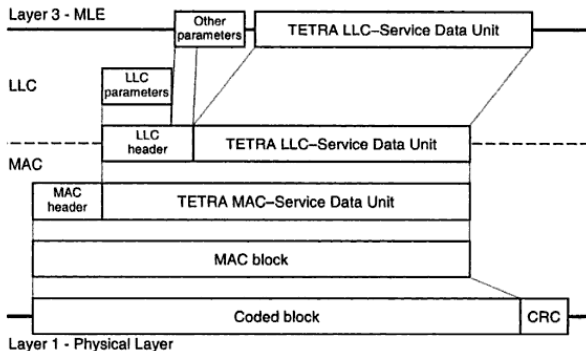 Layer 3 - MLE
Other
parameters
TETRA LLC–Service Data Unit
LLC
LLC
parameters
LLC
header
TETRA LLC–Service Data Unit
MAC
MAC
header
TETRA MAC–Service Data Unit
MAC block
Coded block
CRC
Layer 1 - Physical Layer